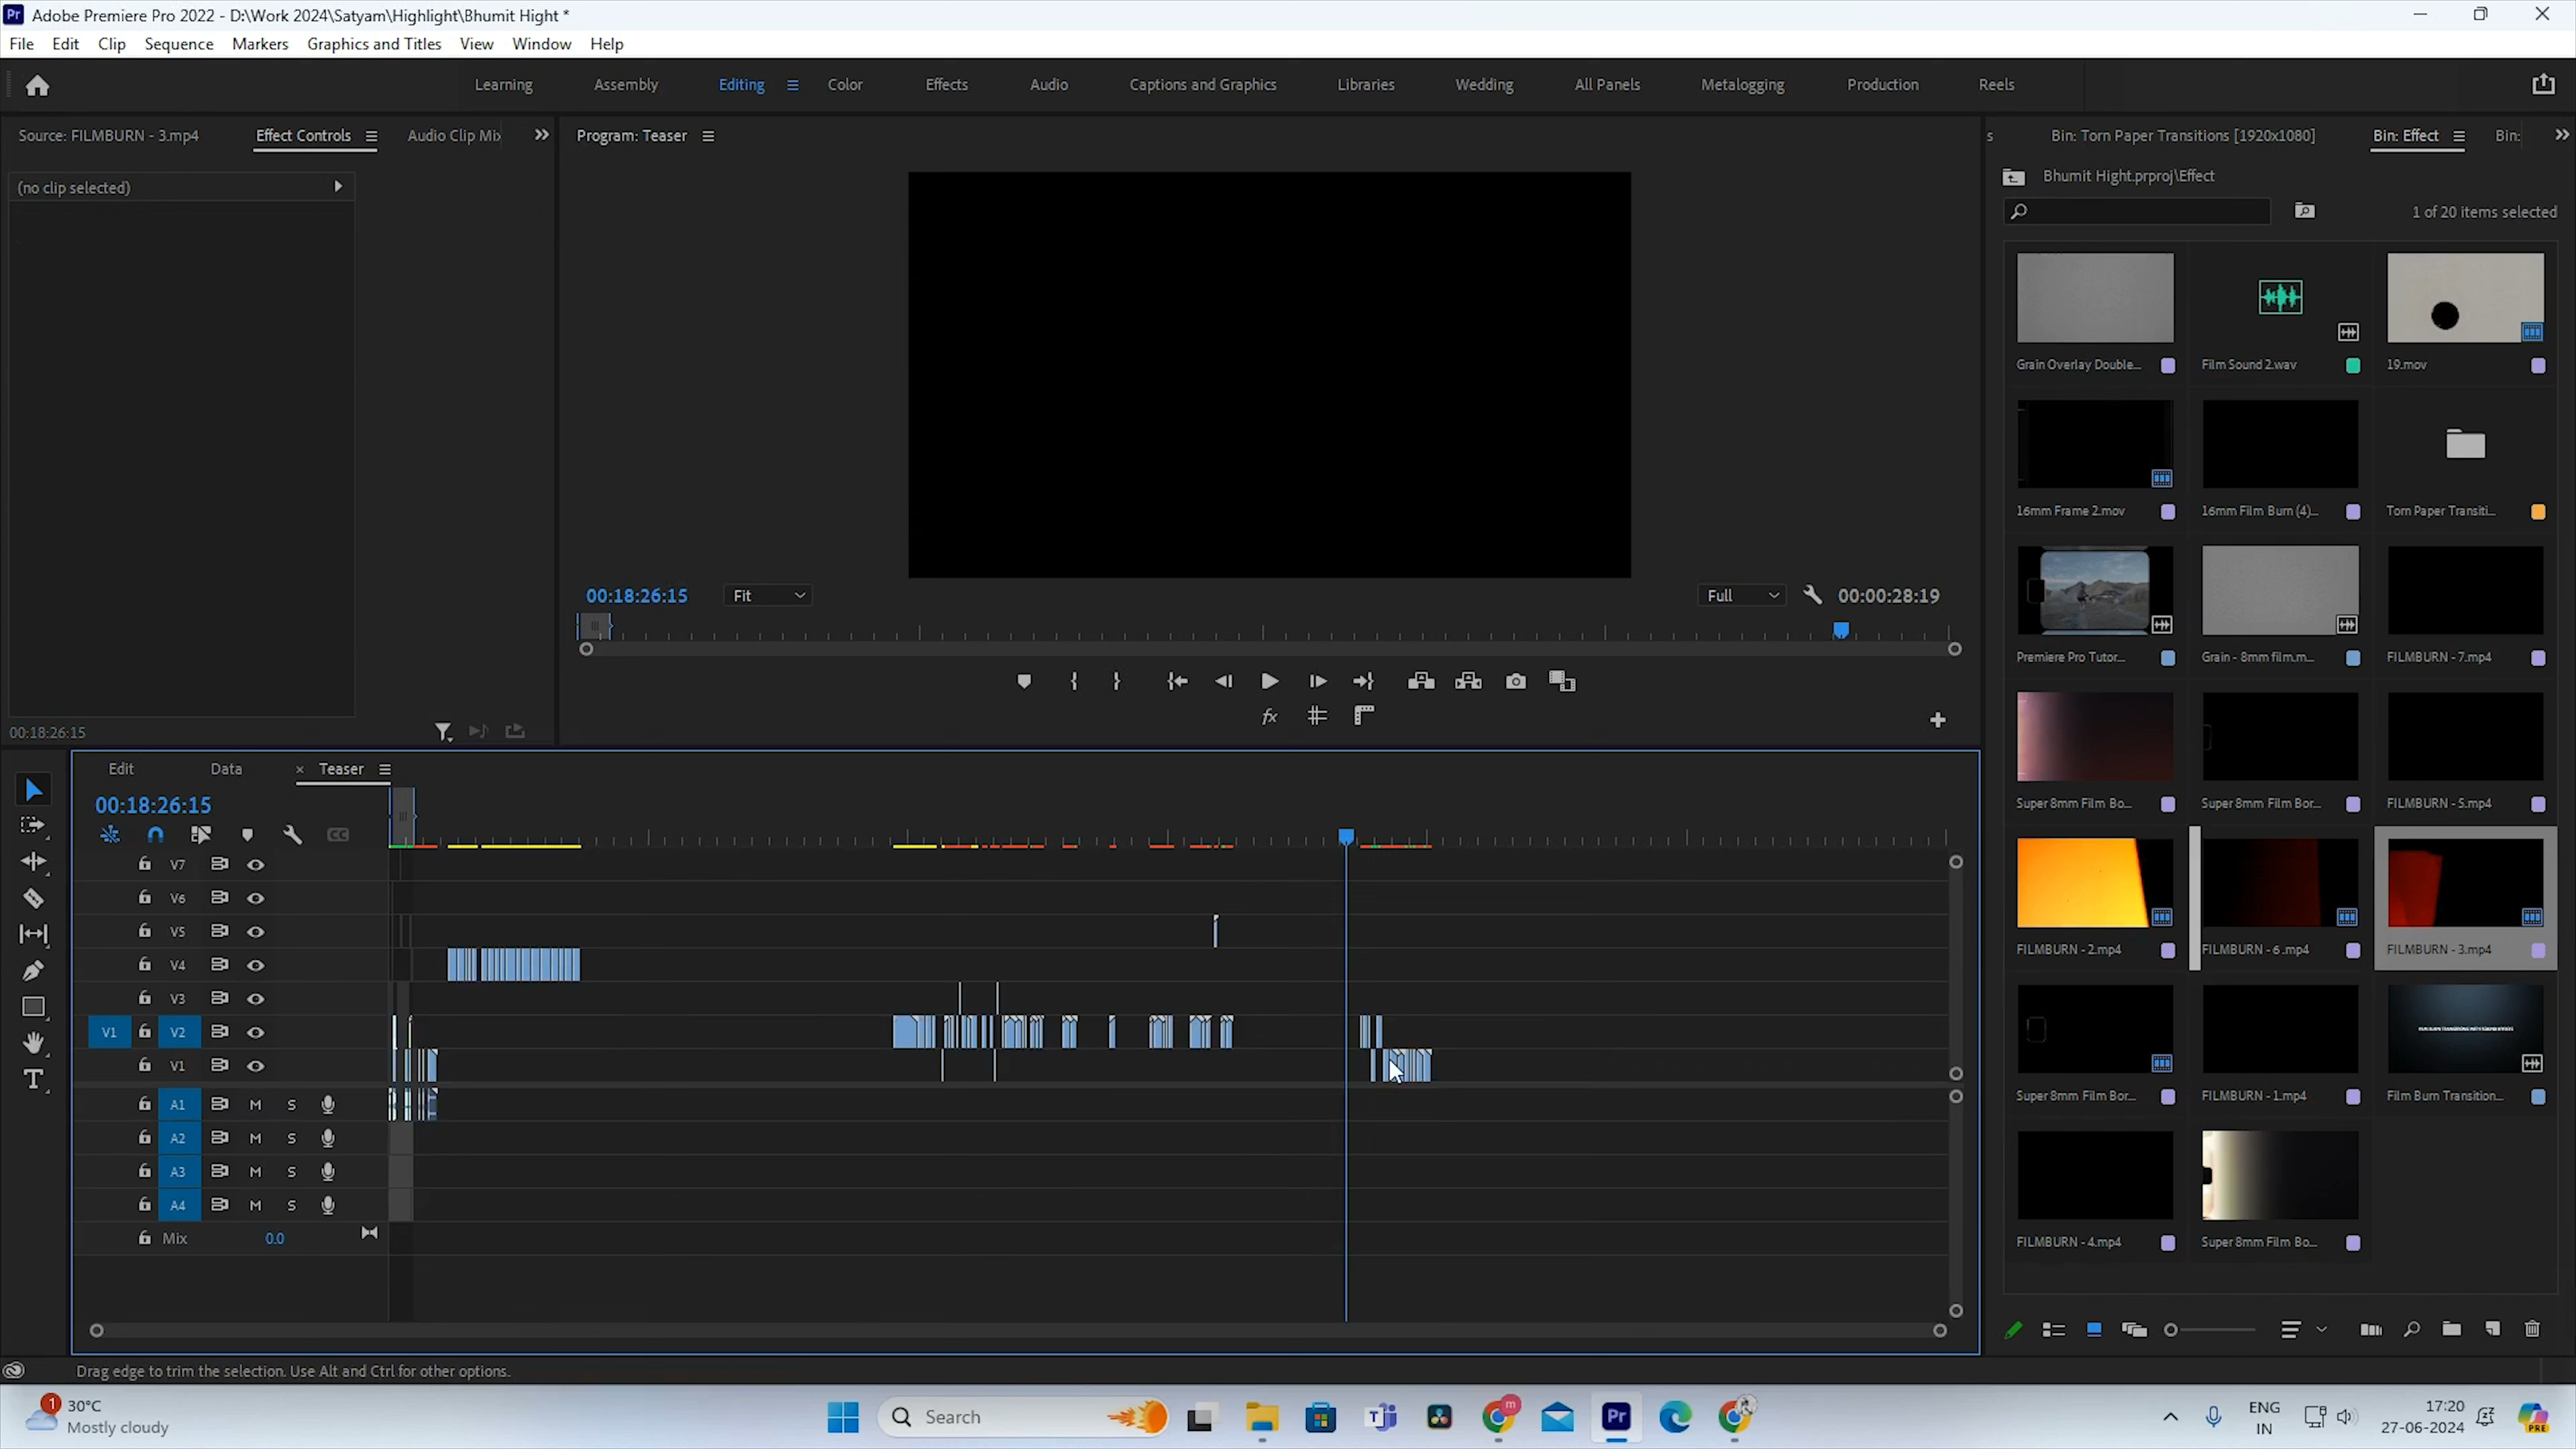 Adobe Premiere Pro 2022 - D:\Work 2024\Satyam\Highlight\Bhumit Hight *
File Edit Clip Sequence Markers Graphics and Titles View Window Help
Learning Assembly Editing Color Effects Audio Captions and Graphics Libraries Wedding All Panels Metalogging Production Reels
Source: FILMBURN - 3.mp4 Effect Controls Audio Clip Mix Program: Teaser s Bin: Torn Paper Transitions [1920x1080] Bin: Effect Bin:
(no clip selected)
Bhumit Hight.prproj\Effect
1 of 20 items selected
Grain Overlay Double... Film Sound 2.wav 19.mov
16mm Frame 2.mov 16mm Film Burn (4)... Torn Paper Transiti...
00:18:26:15 Fit Full 00:00:28:19
Premiere Pro Tutor... Grain - 8mm film.m... FILMBURN - 7.mp4
00:18:26:15
Edit Data × Teaser
00:18:26:15
Super 8mm Film Bo... Super 8mm Film Bor... FILMBURN - 5.mp4
V7
V6
V5
FILMBURN - 2.mp4 FILMBURN - 6 .mp4 FILMBURN - 3.mp4
V4
V3
V1 V2
V1
FILM BURN TRANSITIONS WITH SOUND EFFECTS
Super 8mm Film Bor... FILMBURN - 1.mp4 Film Burn Transition...
A1 M S
A2 M S
A3 M S
A4 M S
Mix 0.0
FILMBURN - 4.mp4 Super 8mm Film Bo...
Drag edge to trim the selection. Use Alt and Ctrl for other options.
1 30°C
Mostly cloudy
Search
m
Pr
ENG
IN
17:20
27-06-2024
PRE